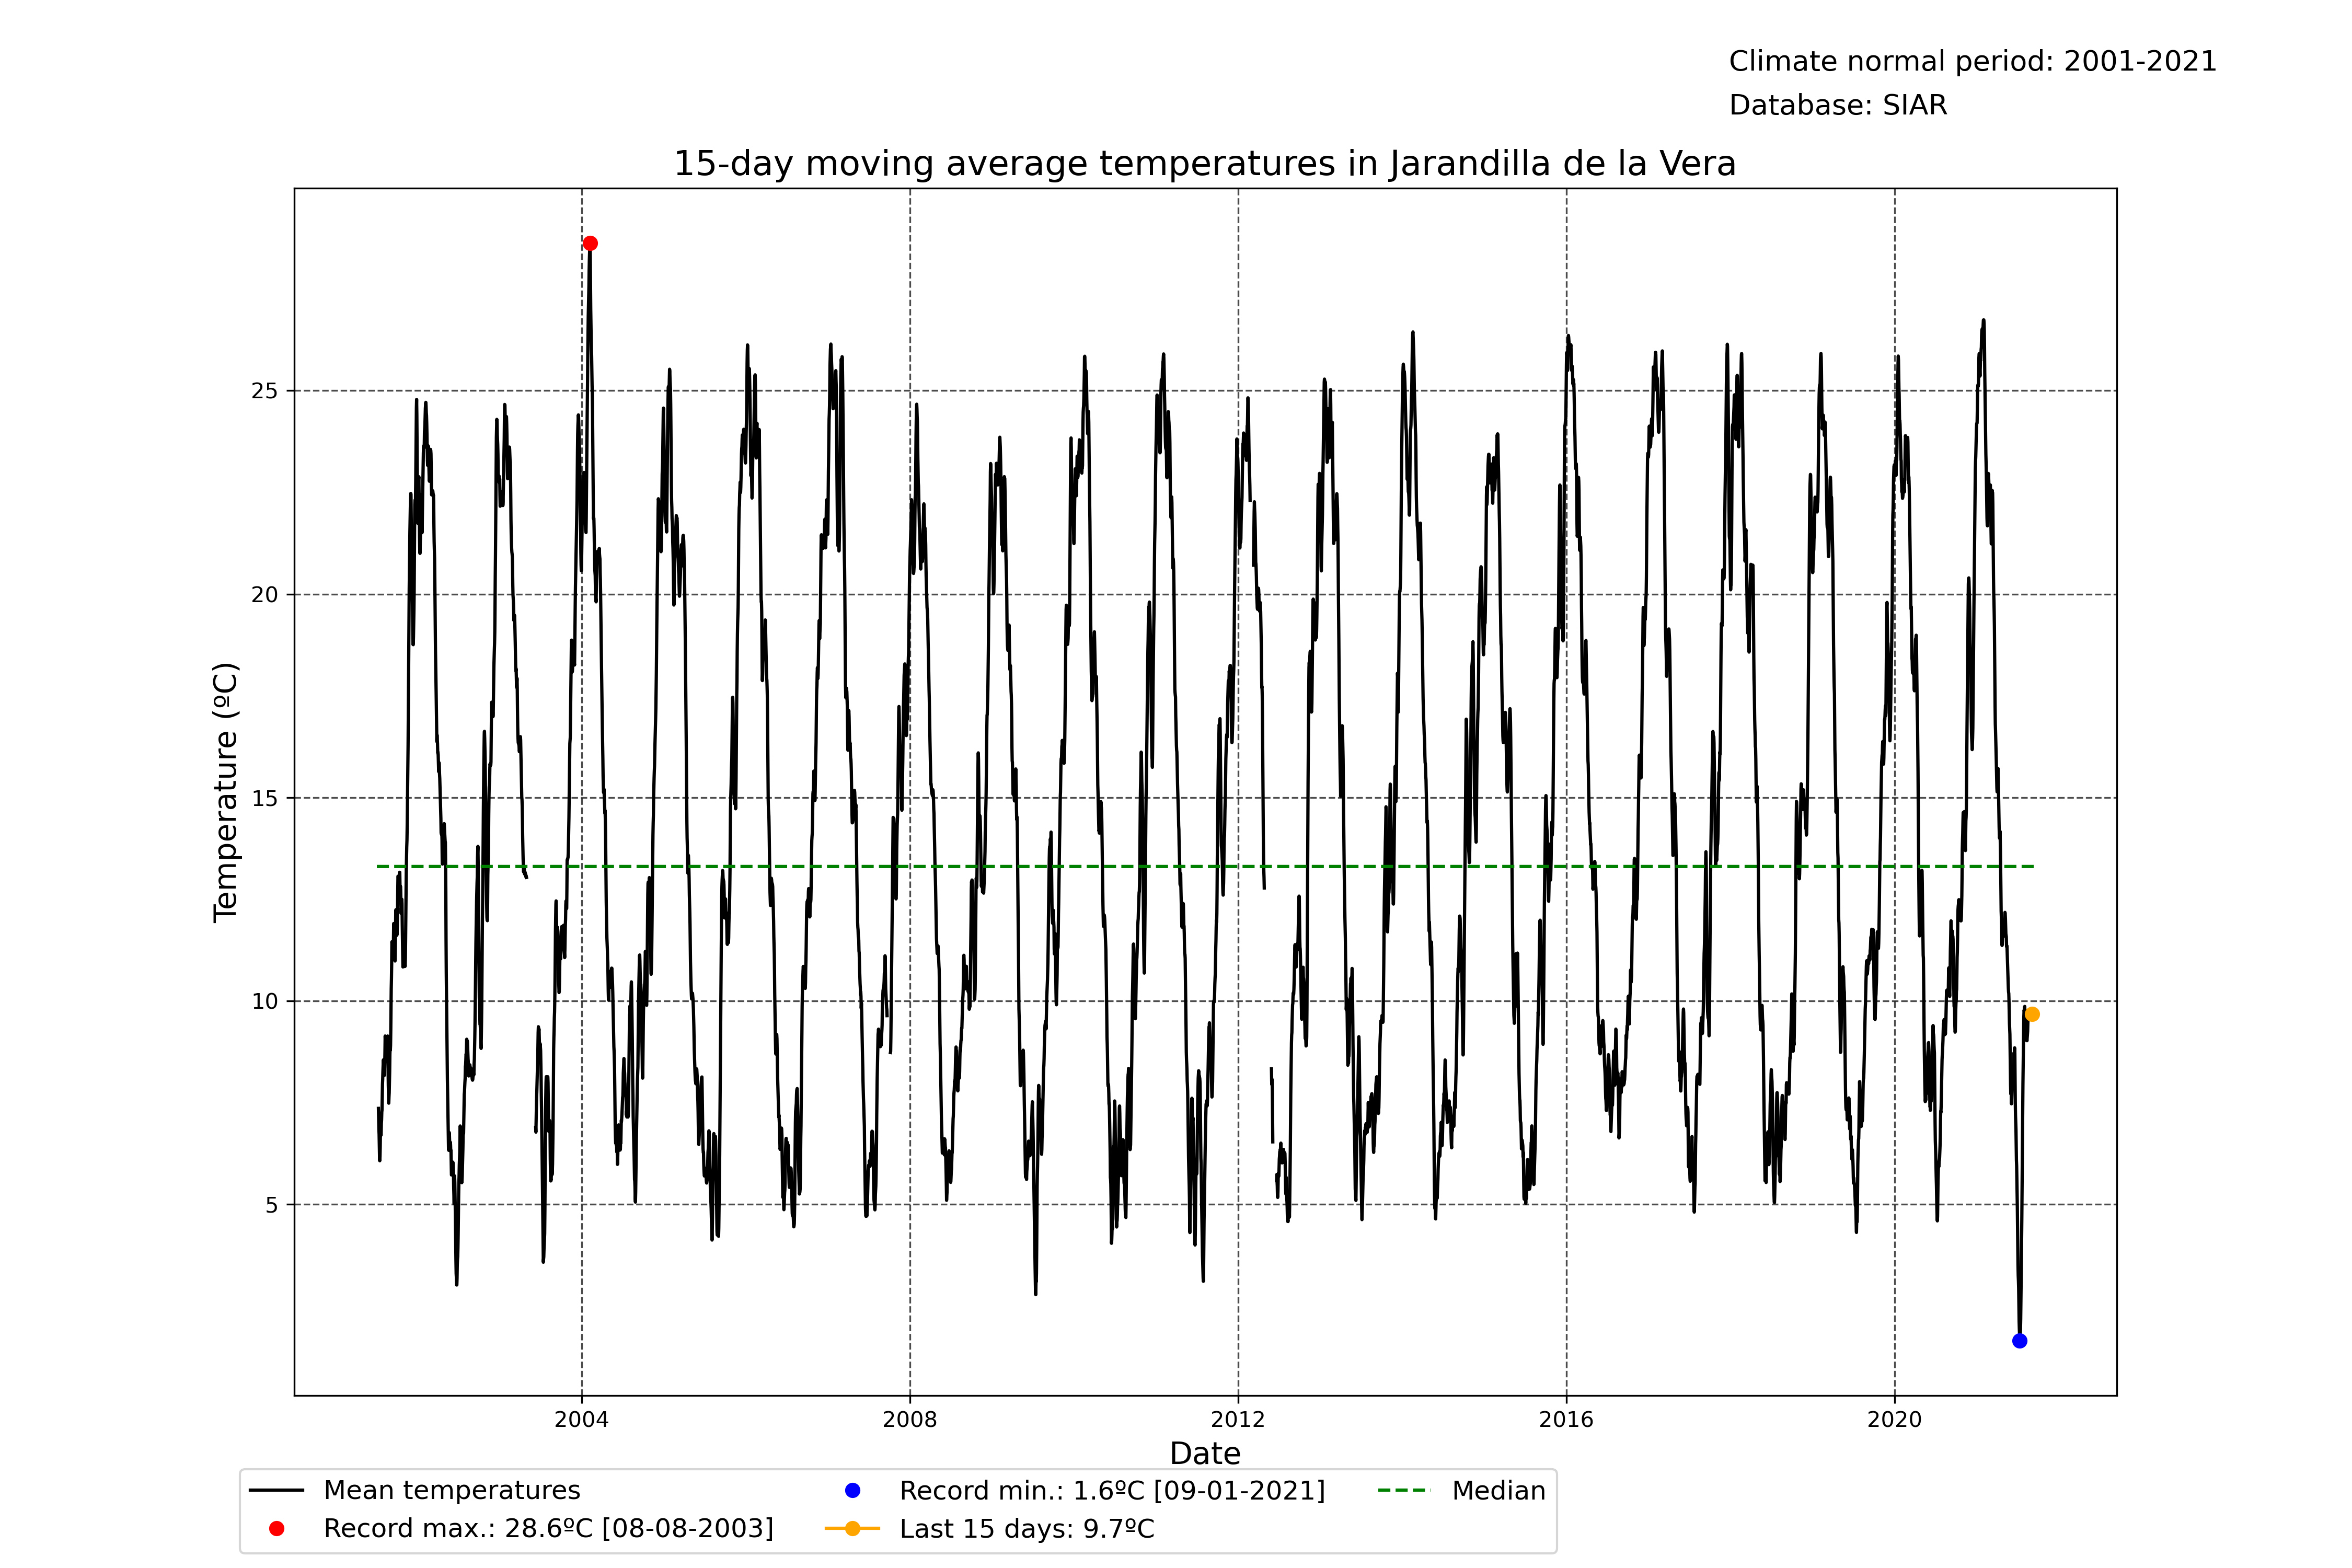 Climate normal period: 2001-2021
Database: SIAR
15-day moving average temperatures in Jarandilla de la Vera
Temperature (ºC)
25
20
15
10
5
2004 2008 2012 2016 2020
Date
Mean temperatures
Record max.: 28.6ºC [08-08-2003]
Record min.: 1.6ºC [09-01-2021]
Last 15 days: 9.7ºC
Median